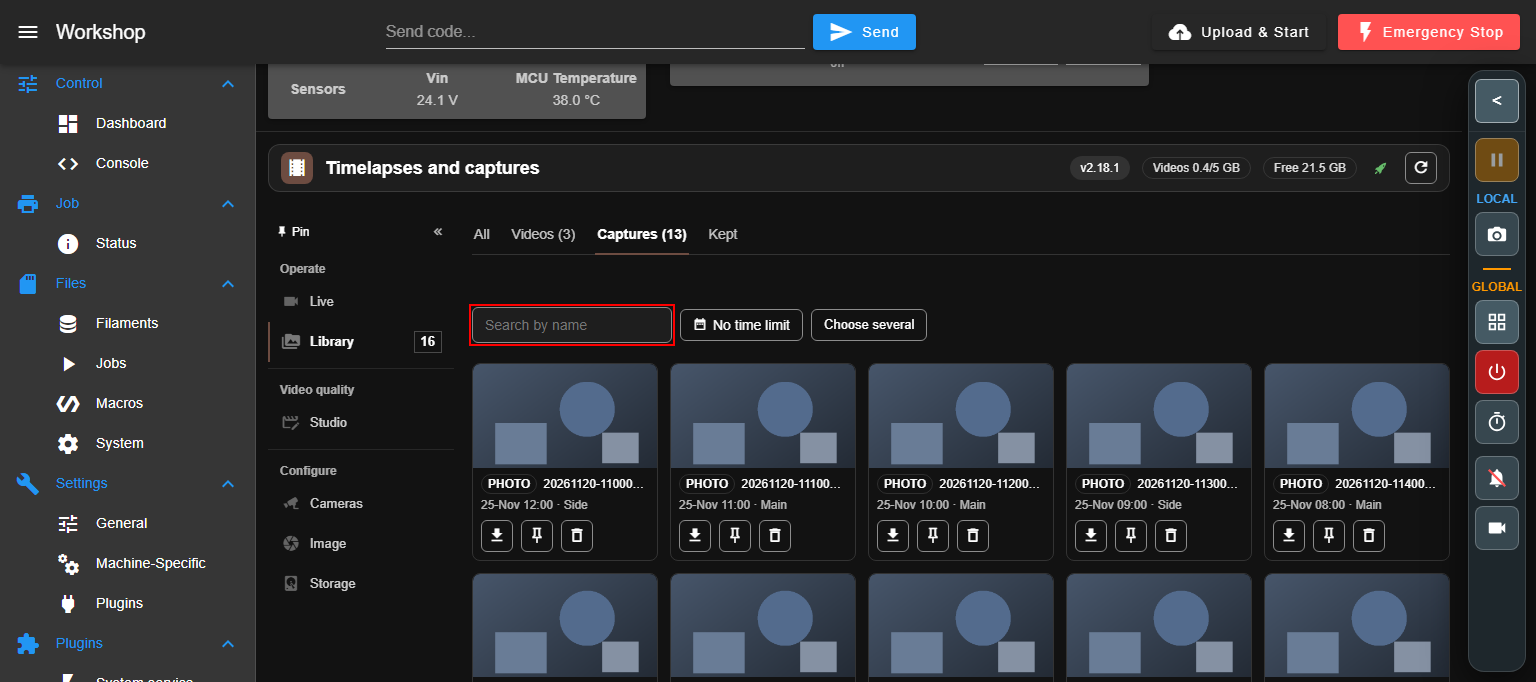 Workshop
Send code...
Send
Upload & Start
Emergency Stop
Control
Dashboard
Console
Job
Status
Files
Filaments
Jobs
Macros
System
Settings
General
Machine-Specific
Plugins
Plugins
System service
Sensors
Vin
24.1 V
MCU Temperature
38.0 °C
Timelapses and captures
v2.18.1
Videos 0.4/5 GB
Free 21.5 GB
Pin
«
Operate
Live
Library
16
Video quality
Studio
Configure
Cameras
Image
Storage
All
Videos (3)
Captures (13)
Kept
Search by name
No time limit
Choose several
PHOTO 20261120-11000...
25-Nov 12:00 · Side
PHOTO 20261120-11100...
25-Nov 11:00 · Main
PHOTO 20261120-11200...
25-Nov 10:00 · Main
PHOTO 20261120-11300...
25-Nov 09:00 · Side
PHOTO 20261120-11400...
25-Nov 08:00 · Main
<
LOCAL
GLOBAL